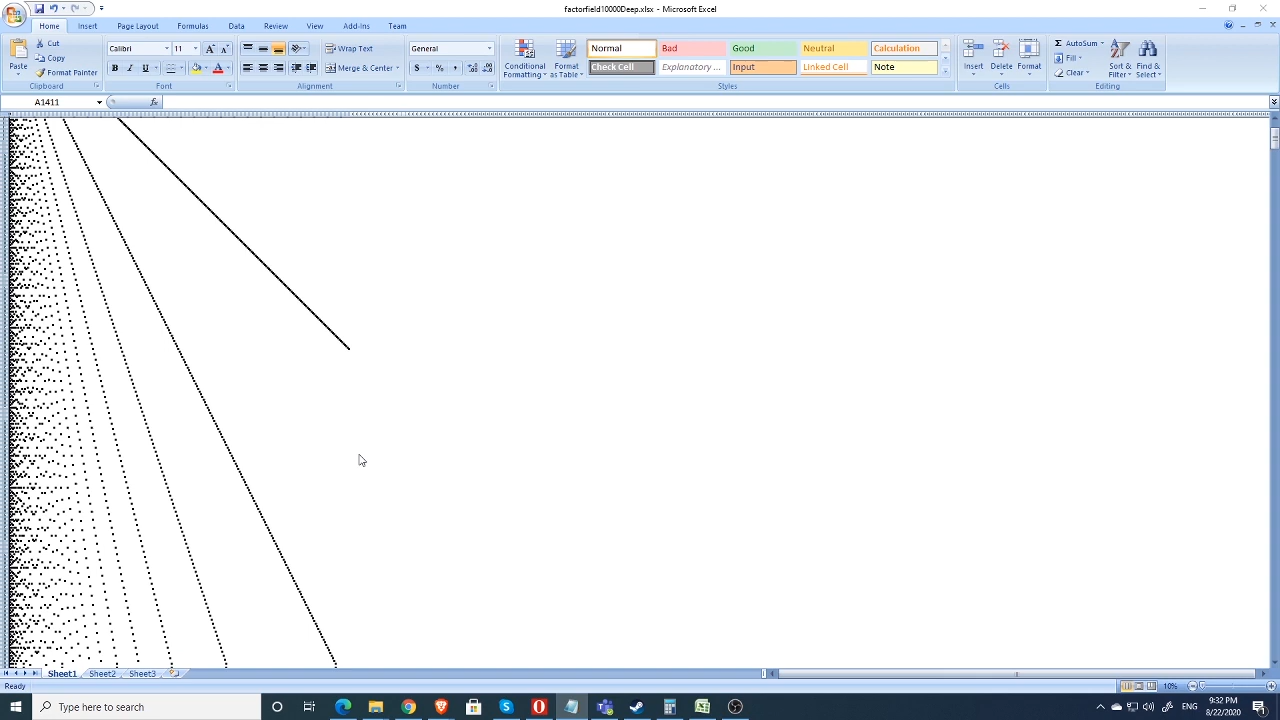 factorfield10000Deep.xlsx - Microsoft Excel
Home Insert Page Layout Formulas Data Review View Add-Ins Team
Paste
Cut
Copy
Format Painter
Clipboard
Calibri 11
B I U
Font
Wrap Text
Merge & Center
Alignment
General
$ % ,
Number
Conditional Formatting
Format as Table
Normal Bad Good Neutral Calculation
Check Cell Explanatory ... Input Linked Cell Note
Styles
Insert Delete Format
Cells
AutoSum
Fill
Clear
Sort & Filter
Find & Select
Editing
A1411
fx
Sheet1 Sheet2 Sheet3
Ready
10%
Type here to search
9:32 PM
8/22/2020